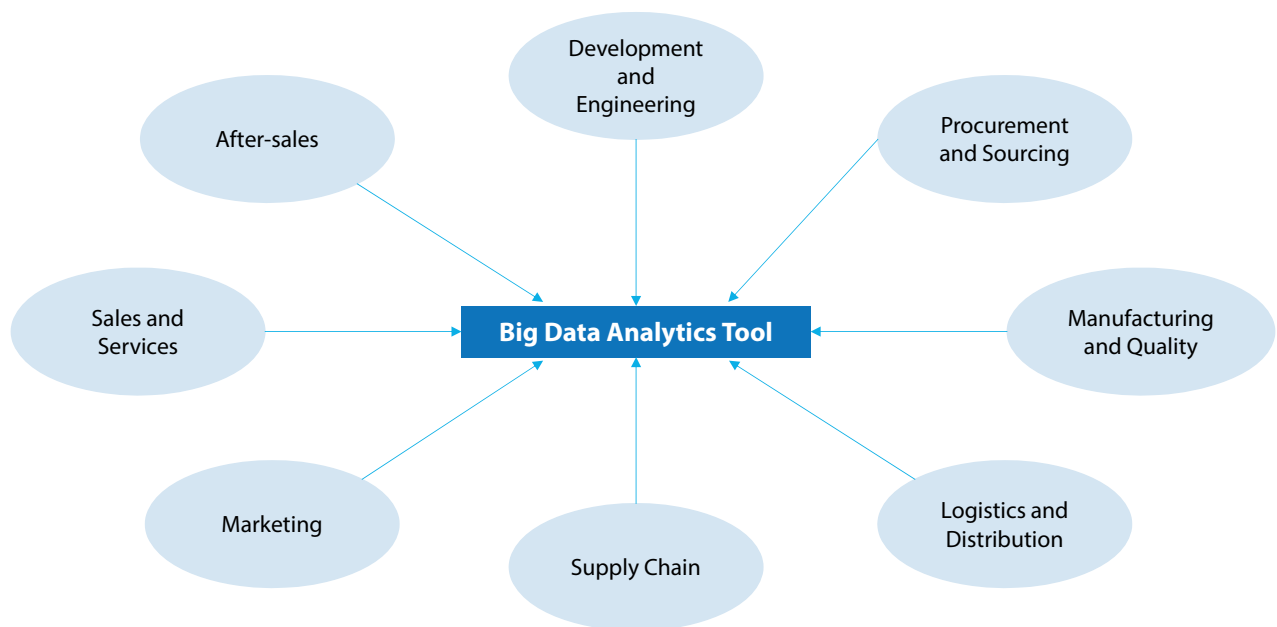 Development
and
Engineering
After-sales
Procurement
and Sourcing
Sales and
Services
Big Data Analytics Tool
Manufacturing
and Quality
Marketing
Supply Chain
Logistics and
Distribution